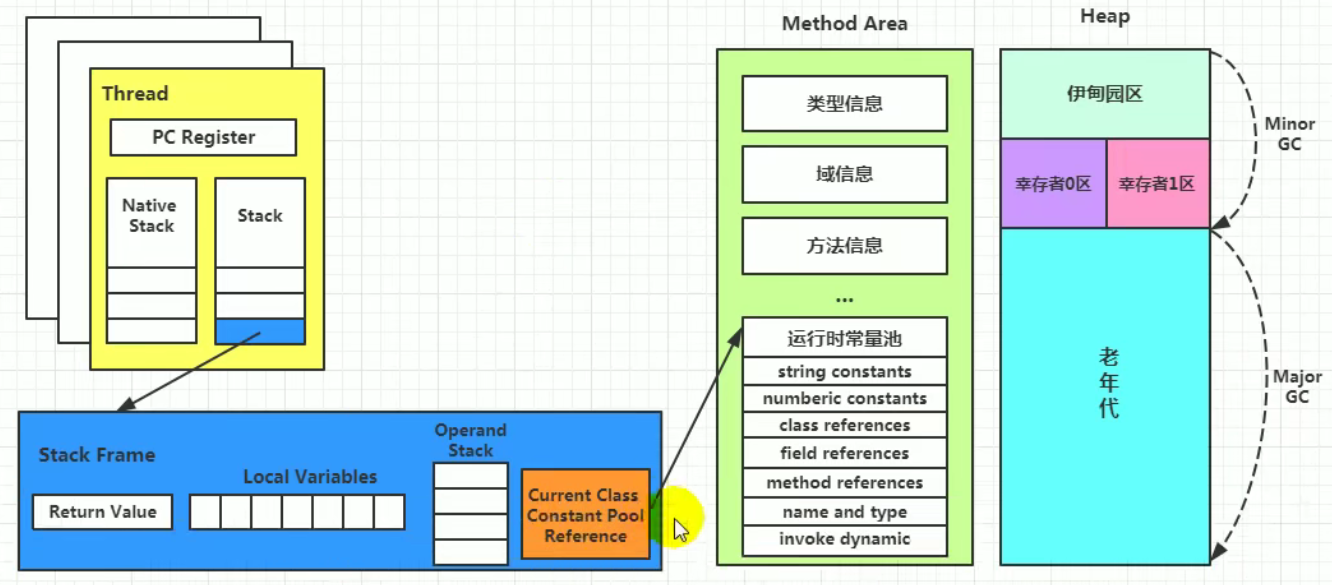 Thread
PC Register
Native
Stack
Stack
Stack Frame
Return Value
Local Variables
Operand
Stack
Current Class
Constant Pool
Reference
Method Area
类型信息
域信息
方法信息
...
运行时常量池
string constants
numberic constants
class references
field references
method references
name and type
invoke dynamic
Heap
伊甸园区
幸存者0区
幸存者1区
老
年
代
Minor
GC
Major
GC